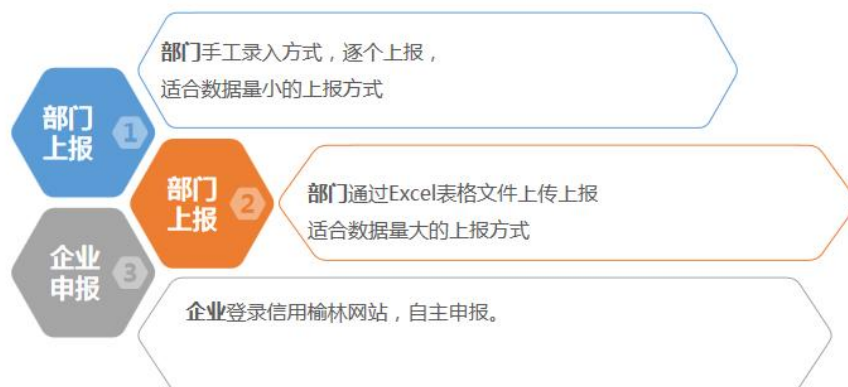 部门
上报
1
部门手工录入方式，逐个上报，
适合数据量小的上报方式
部门
上报
2
部门通过Excel表格文件上传上报
适合数据量大的上报方式
企业
申报
3
企业登录信用榆林网站，自主申报。